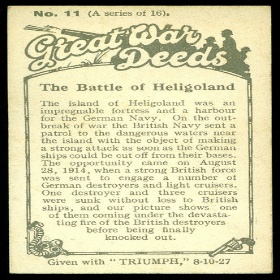 No. 11 (A series of 16).
Great War
Deeds
The Battle of Heligoland
The island of Heligoland was an
impregnable fortress and a harbour
for the German Navy. On the out-
break of war the British Navy sent a
patrol to the dangerous waters near
the island with the object of making
a strong attack as soon as the German
ships could be cut off from their bases.
The opportunity came on August
28, 1914, when a strong British force
was sent to engage a number of
German destroyers and light cruisers.
One destroyer and three cruisers
were sunk without loss to British
ships, and our picture shows one
of them coming under the devasta-
ting fire of the British destroyers
before being finally
knocked out.
Given with "TRIUMPH," 8-10-27